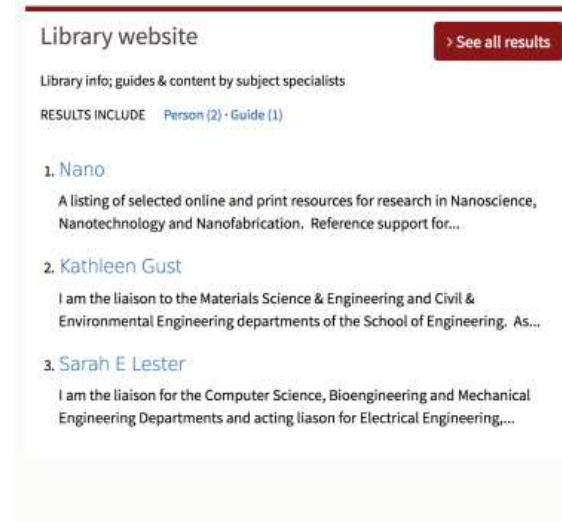 Library website
> See all results
Library info; guides & content by subject specialists
RESULTS INCLUDE Person (2) · Guide (1)
1. Nano
A listing of selected online and print resources for research in Nanoscience,
Nanotechnology and Nanofabrication. Reference support for...
2. Kathleen Gust
I am the liaison to the Materials Science & Engineering and Civil &
Environmental Engineering departments of the School of Engineering. As...
3. Sarah E Lester
I am the liaison for the Computer Science, Bioengineering and Mechanical
Engineering Departments and acting liason for Electrical Engineering,...